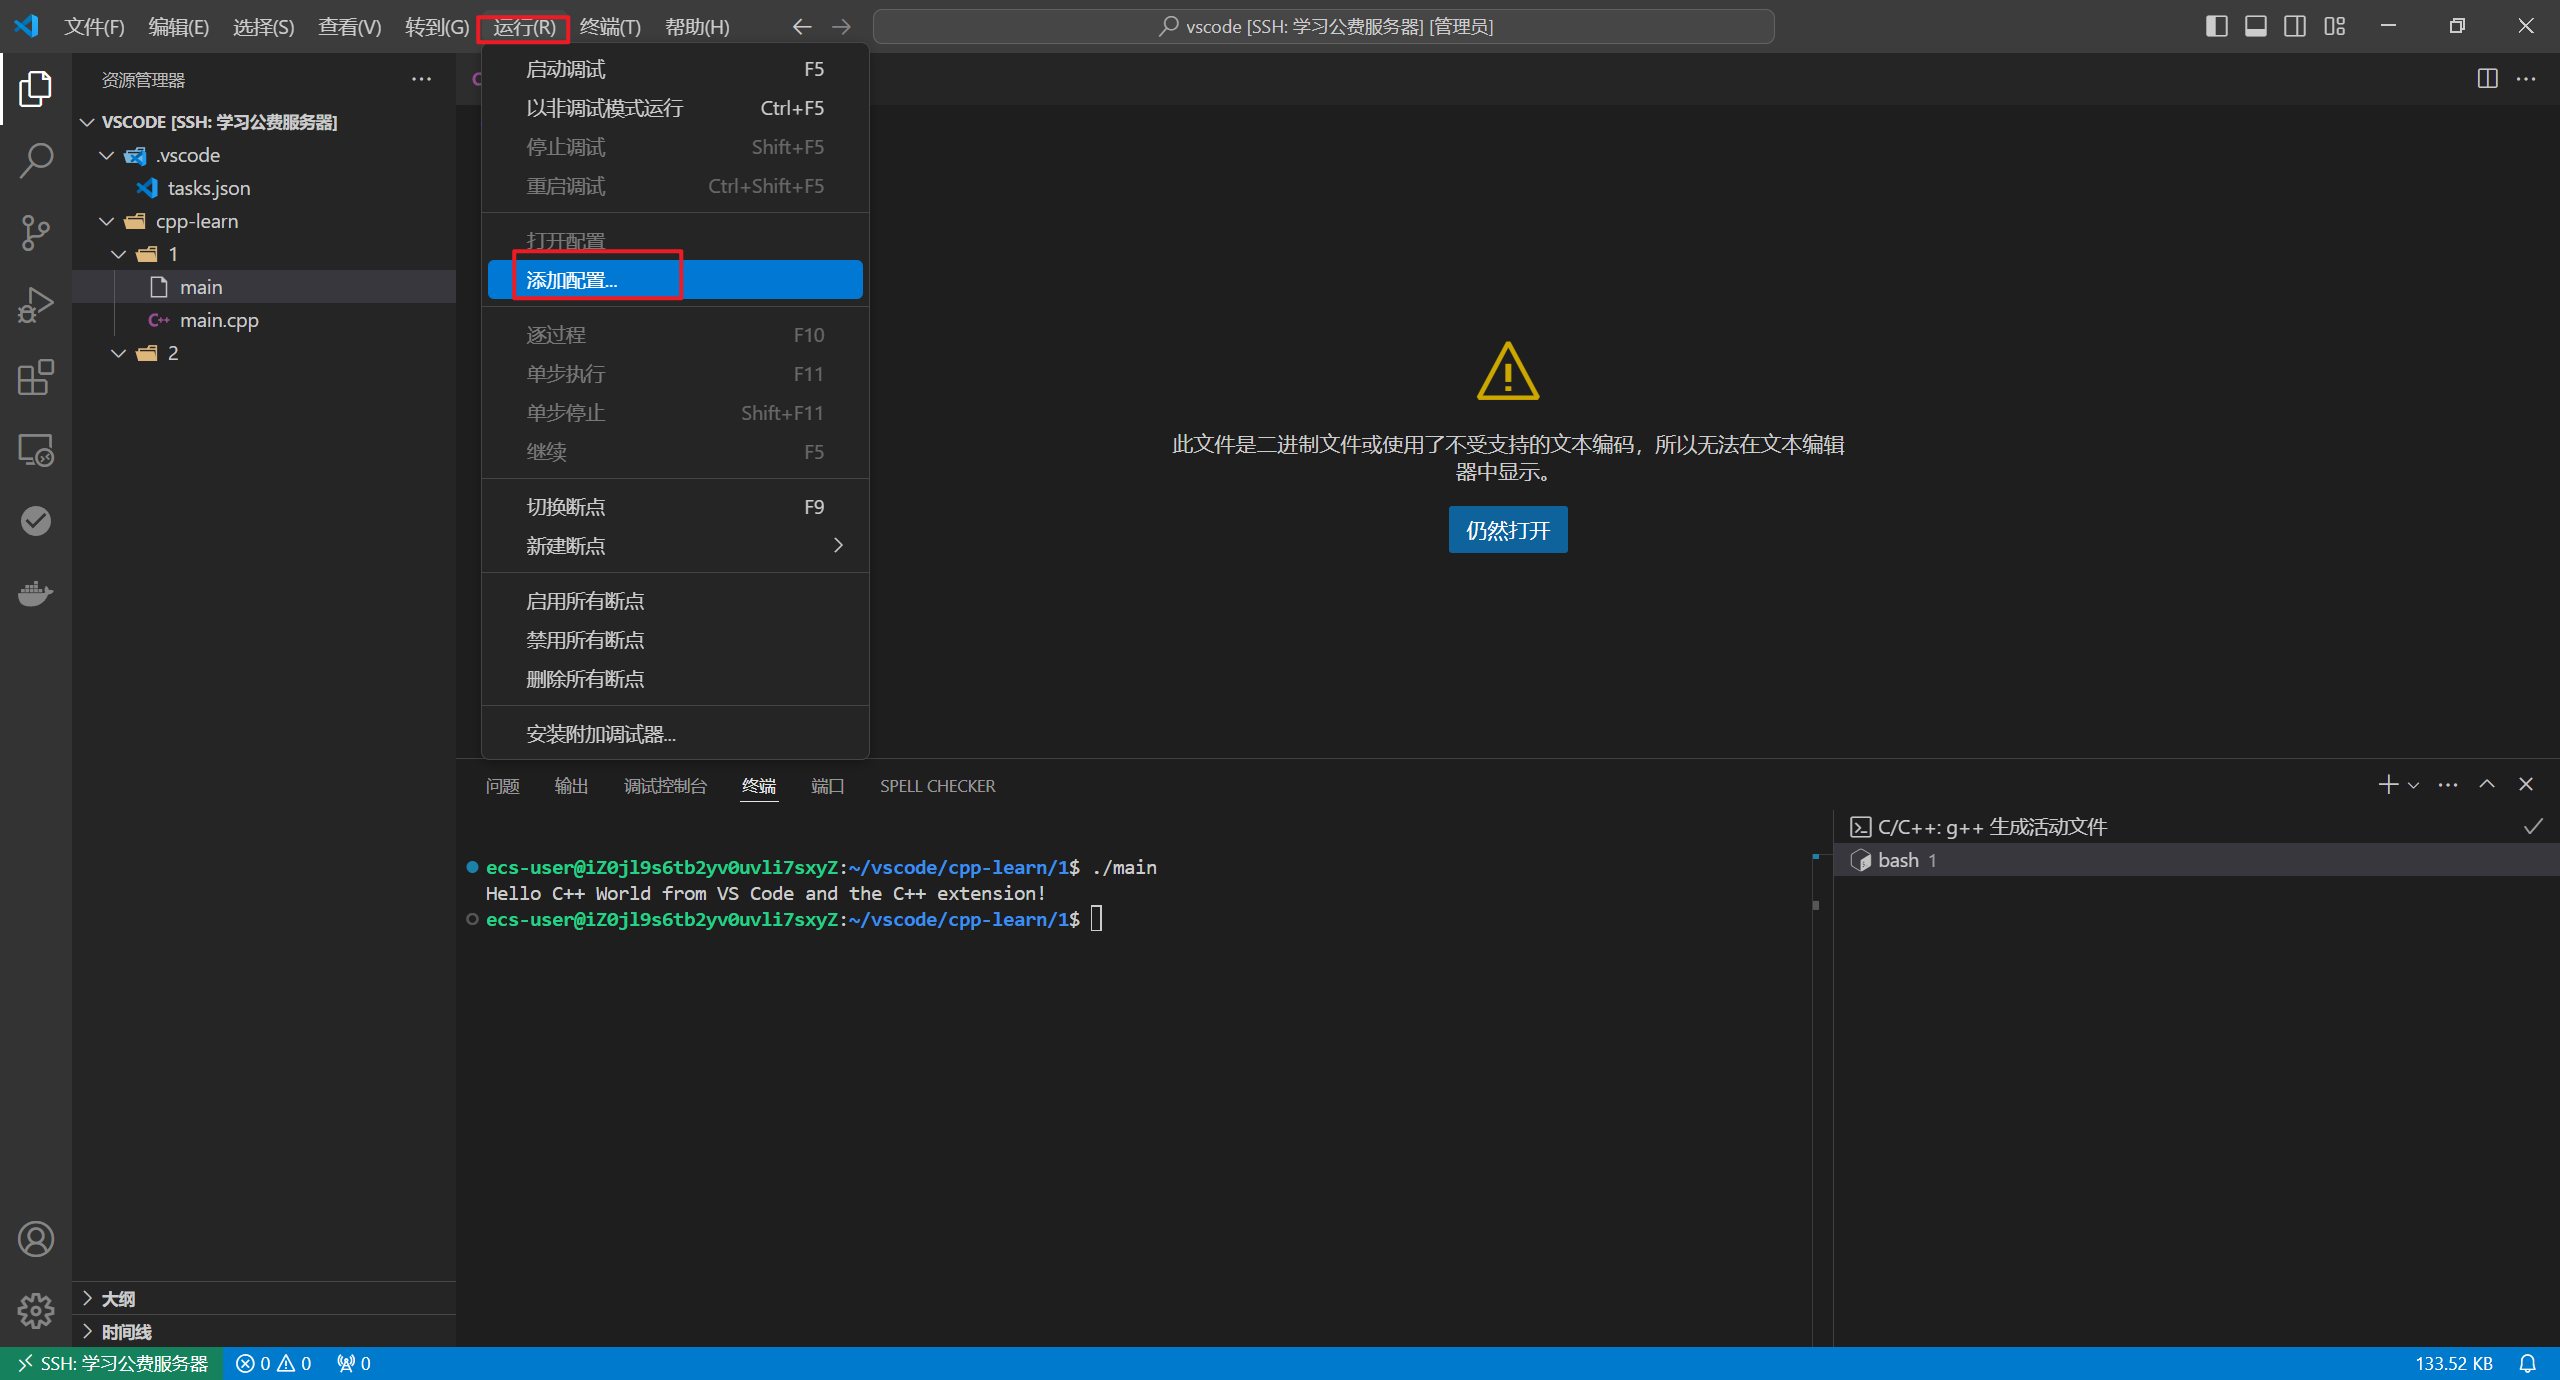 文件(F) 编辑(E) 选择(S) 查看(V) 转到(G) 运行(R) 终端(T) 帮助(H)
vscode [SSH: 学习公费服务器] [管理员]
资源管理器
VSCODE [SSH: 学习公费服务器]
.vscode
tasks.json
cpp-learn
1
main
C++ main.cpp
2
大纲
时间线
启动调试 F5
以非调试模式运行 Ctrl+F5
停止调试 Shift+F5
重启调试 Ctrl+Shift+F5
打开配置
添加配置...
逐过程 F10
单步执行 F11
单步停止 Shift+F11
继续 F5
切换断点 F9
新建断点
启用所有断点
禁用所有断点
删除所有断点
安装附加调试器...
此文件是二进制文件或使用了不受支持的文本编码，所以无法在文本编辑
器中显示。
仍然打开
问题 输出 调试控制台 终端 端口 SPELL CHECKER
ecs-user@iZ0jl9s6tb2yv0uvli7sxyZ:~/vscode/cpp-learn/1$ ./main
Hello C++ World from VS Code and the C++ extension!
ecs-user@iZ0jl9s6tb2yv0uvli7sxyZ:~/vscode/cpp-learn/1$
C/C++: g++ 生成活动文件
bash 1
SSH: 学习公费服务器 0 0 0 133.52 KB